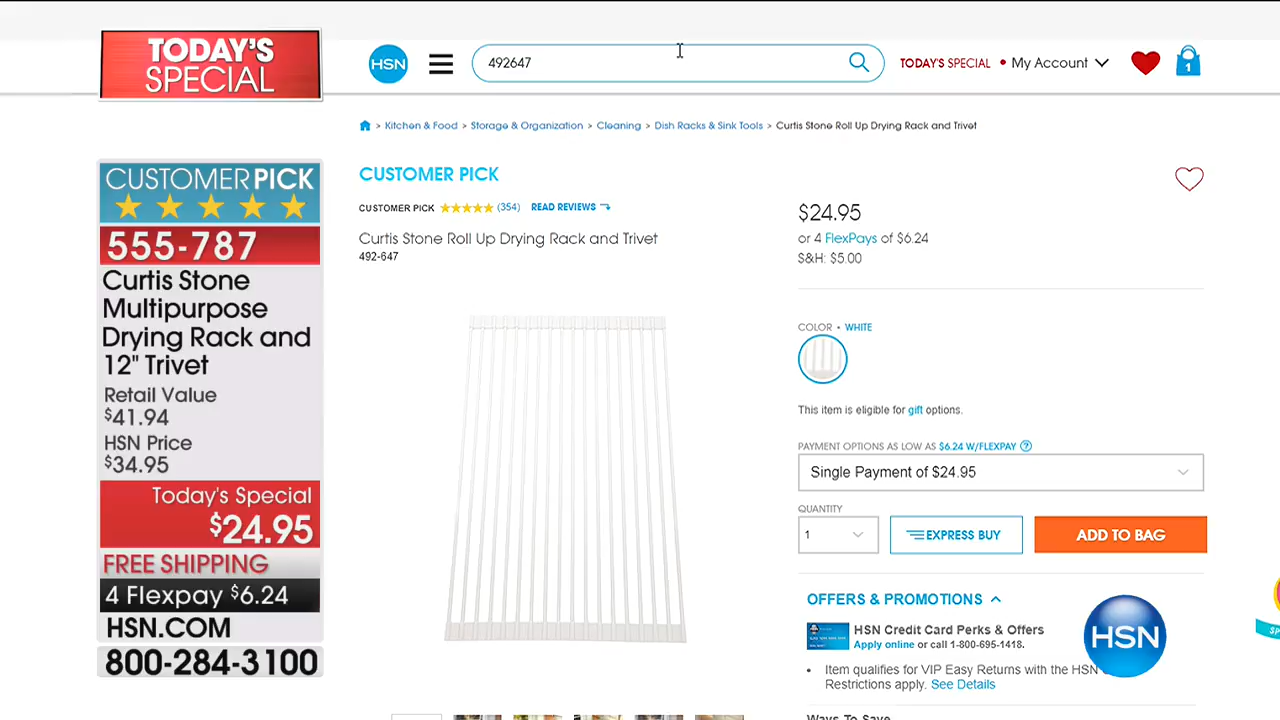 TODAY'S
SPECIAL
HSN
492647
TODAY'S SPECIAL • My Account
1
> Kitchen & Food > Storage & Organization > Cleaning > Dish Racks & Sink Tools > Curtis Stone Roll Up Drying Rack and Trivet
CUSTOMER PICK
555-787
Curtis Stone
Multipurpose
Drying Rack and
12" Trivet
Retail Value
$41.94
HSN Price
$34.95
Today's Special
$24.95
FREE SHIPPING
4 Flexpay $6.24
HSN.COM
800-284-3100
CUSTOMER PICK
CUSTOMER PICK (354) READ REVIEWS
Curtis Stone Roll Up Drying Rack and Trivet
492-647
$24.95
or 4 FlexPays of $6.24
S&H: $5.00
COLOR • WHITE
This item is eligible for gift options.
PAYMENT OPTIONS AS LOW AS $6.24 W/FLEXPAY ?
Single Payment of $24.95
QUANTITY
1
EXPRESS BUY
ADD TO BAG
OFFERS & PROMOTIONS
HSN Credit Card Perks & Offers
Apply online or call 1-800-695-1418.
• Item qualifies for VIP Easy Returns with the HSN
Restrictions apply. See Details
HSN
Ways To Save